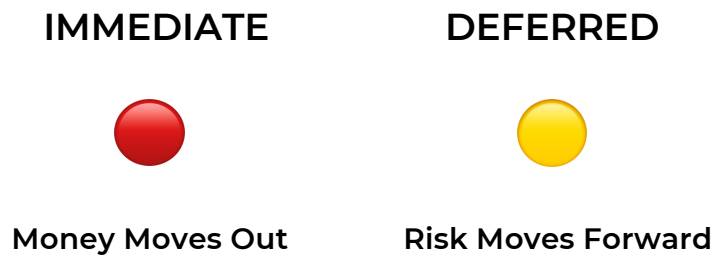 IMMEDIATE
DEFERRED
Money Moves Out
Risk Moves Forward